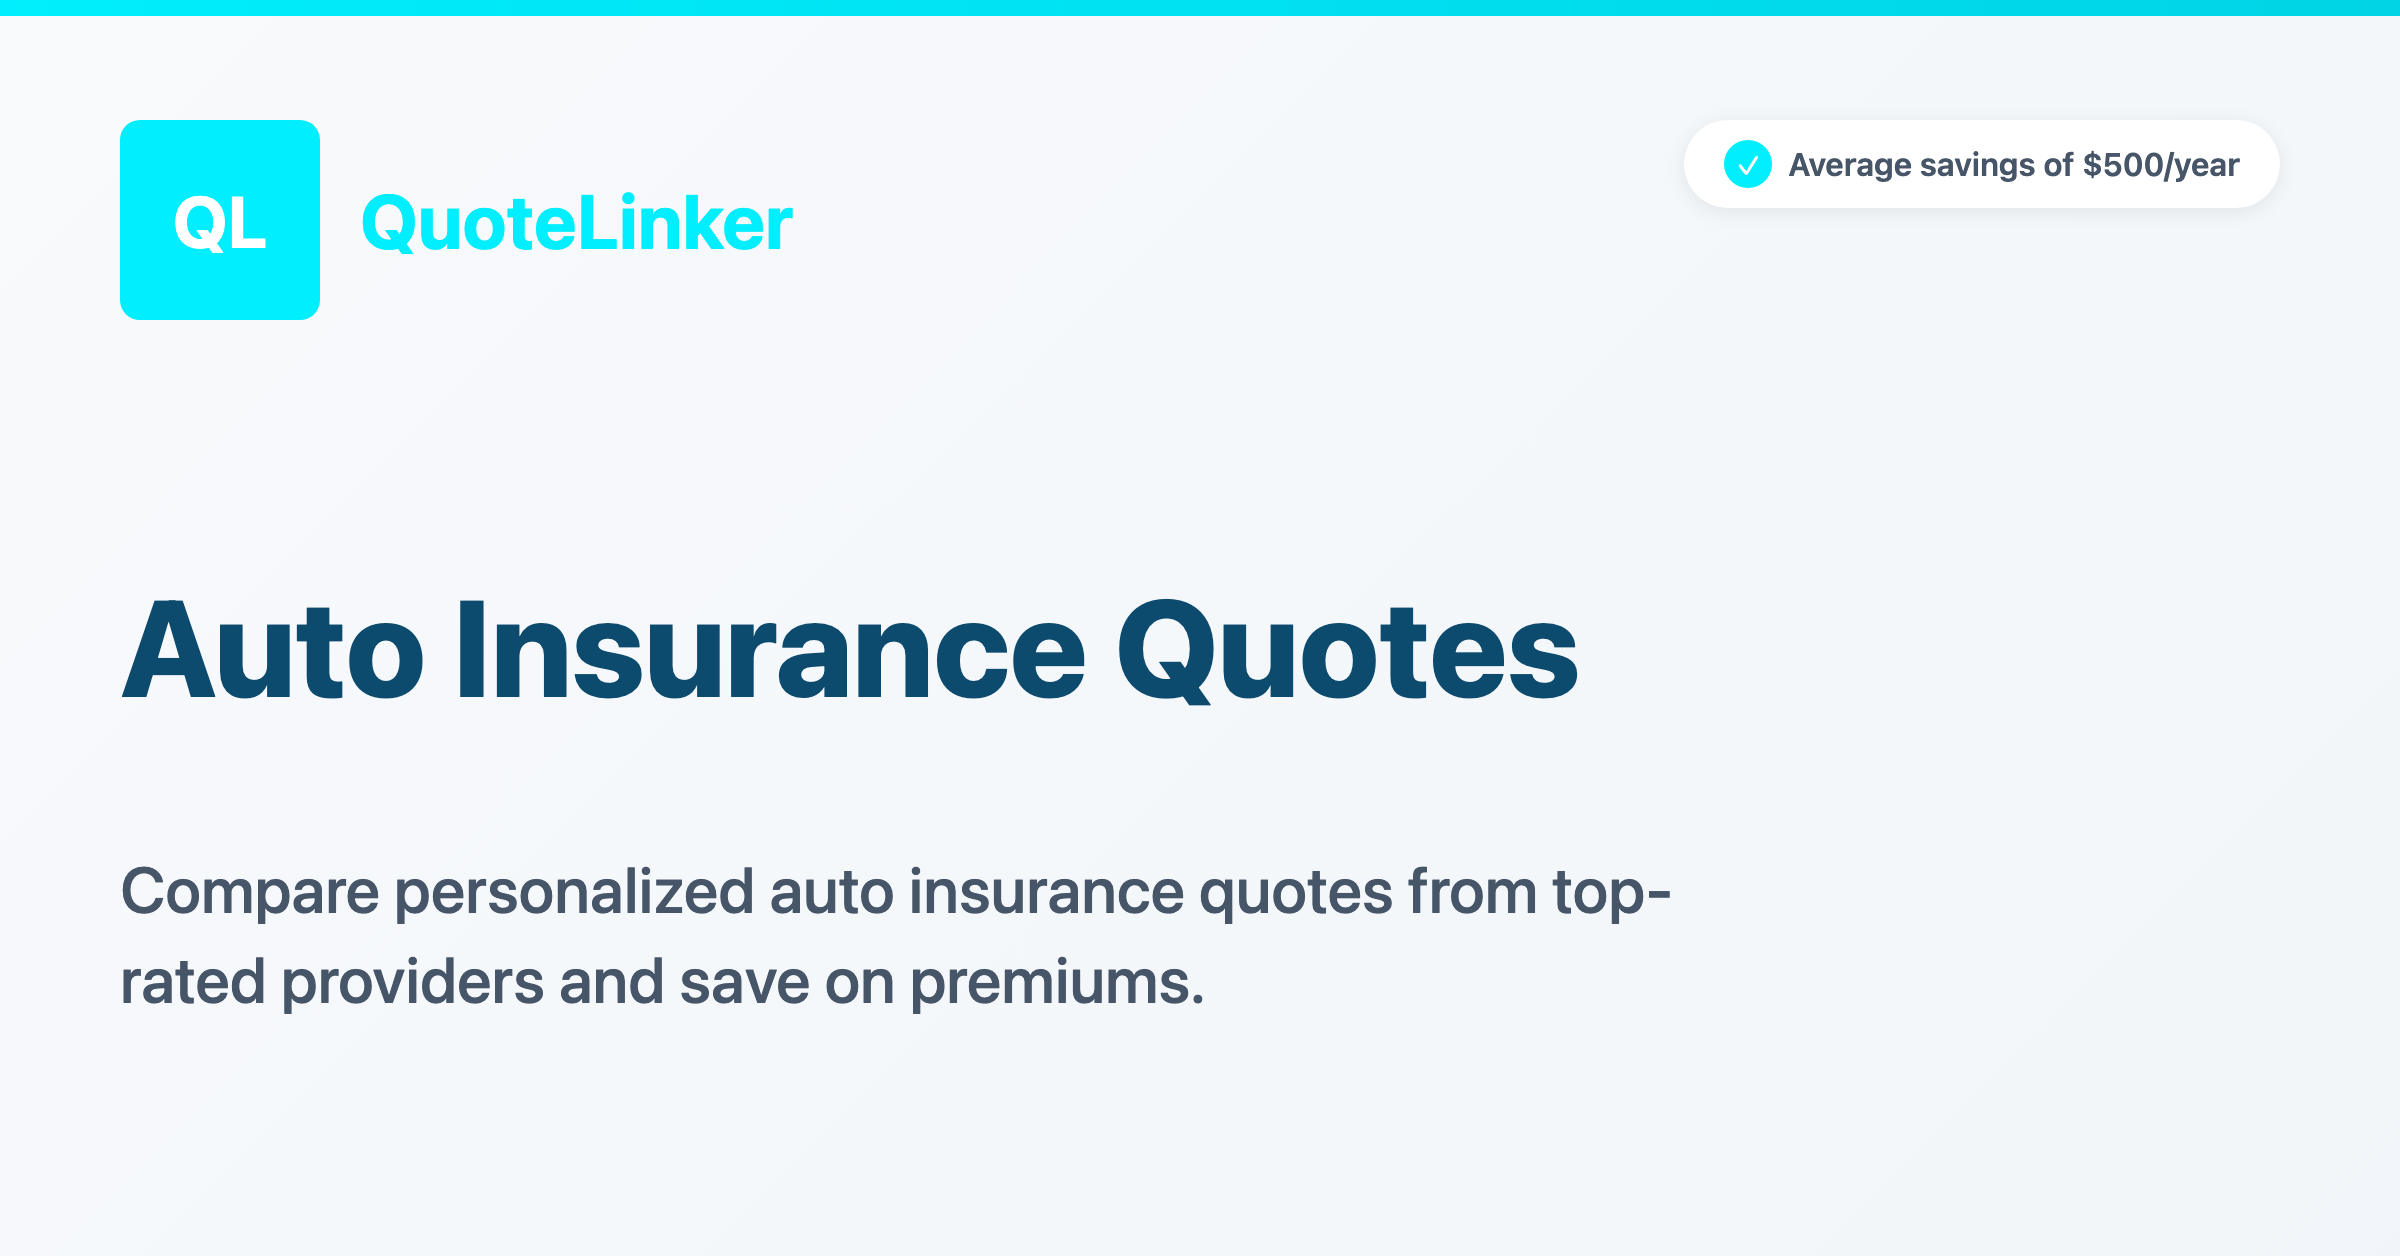 QL
QuoteLinker
Average savings of $500/year
Auto Insurance Quotes
Compare personalized auto insurance quotes from top-
rated providers and save on premiums.